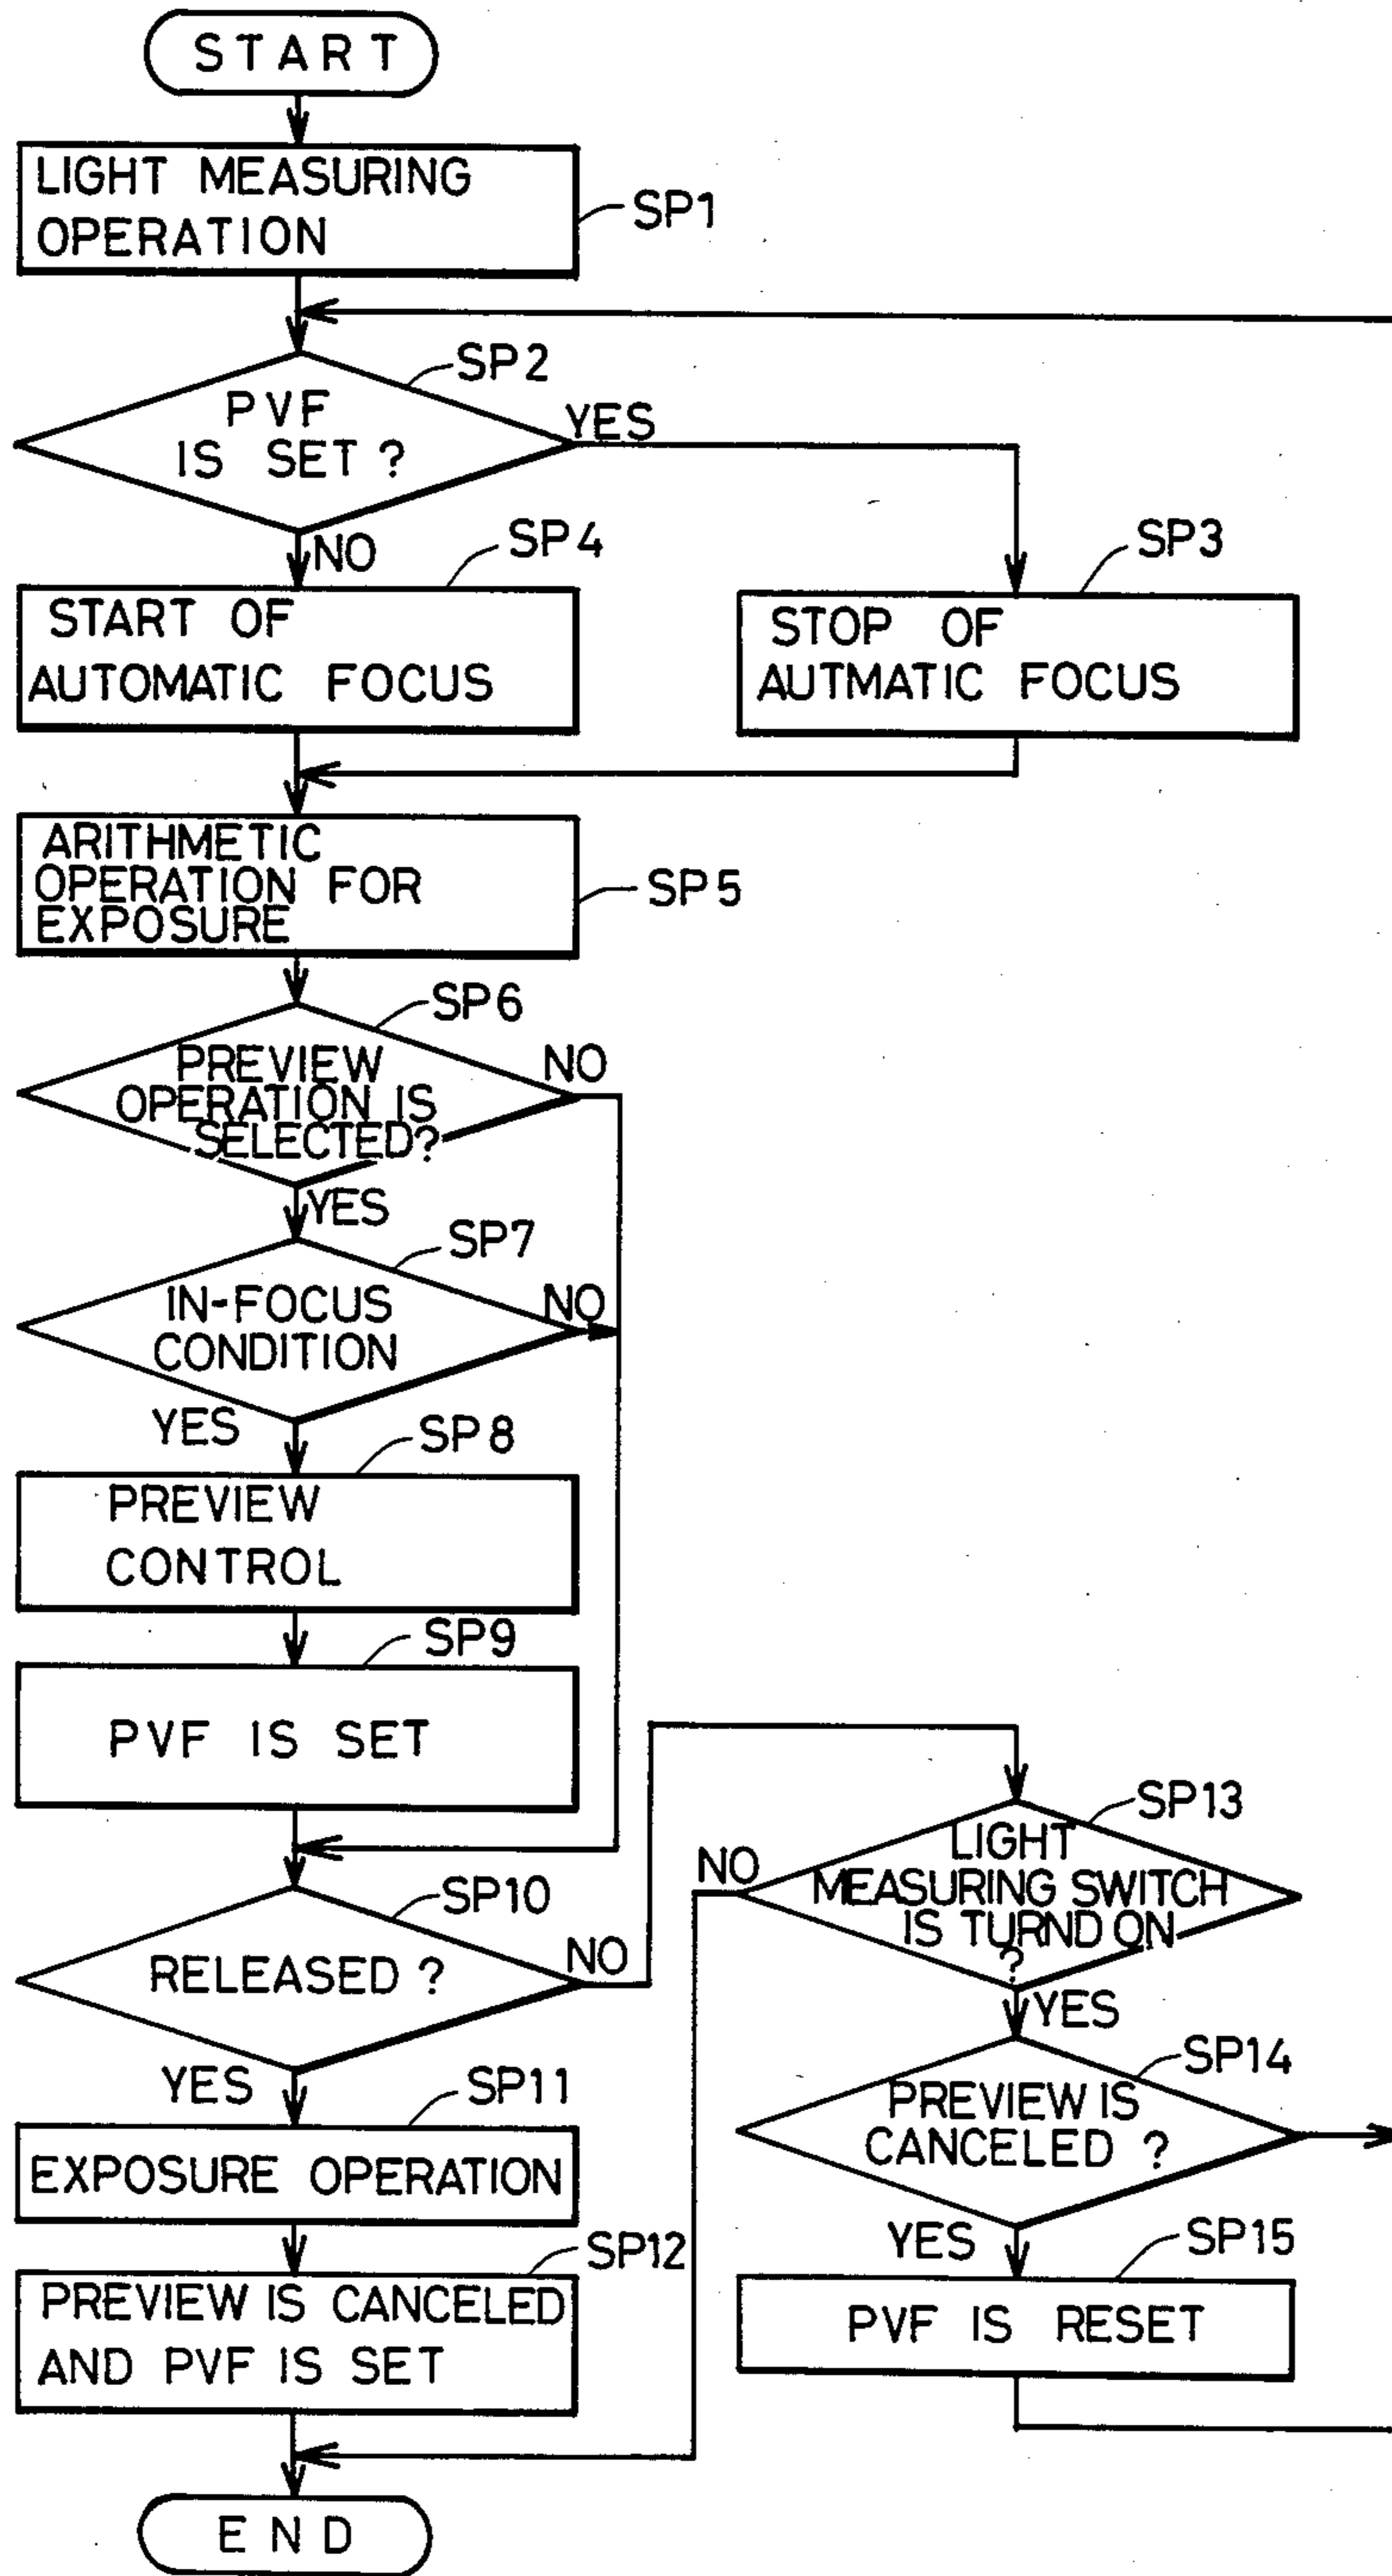 START
LIGHT MEASURING
OPERATION
SP1
SP2
PVF
IS SET ?
YES
NO
SP4
START OF
AUTOMATIC FOCUS
SP3
STOP OF
AUTMATIC FOCUS
ARITHMETIC
OPERATION FOR
EXPOSURE
SP5
SP6
PREVIEW
OPERATION IS
SELECTED?
NO
YES
SP7
IN-FOCUS
CONDITION
NO
YES
SP8
PREVIEW
CONTROL
SP9
PVF IS SET
SP10
RELEASED ?
NO
YES
SP11
EXPOSURE OPERATION
SP12
PREVIEW IS CANCELED
AND PVF IS SET
SP13
LIGHT
MEASURING SWITCH
IS TURND ON
?
NO
YES
SP14
PREVIEW IS
CANCELED ?
YES
SP15
PVF IS RESET
END